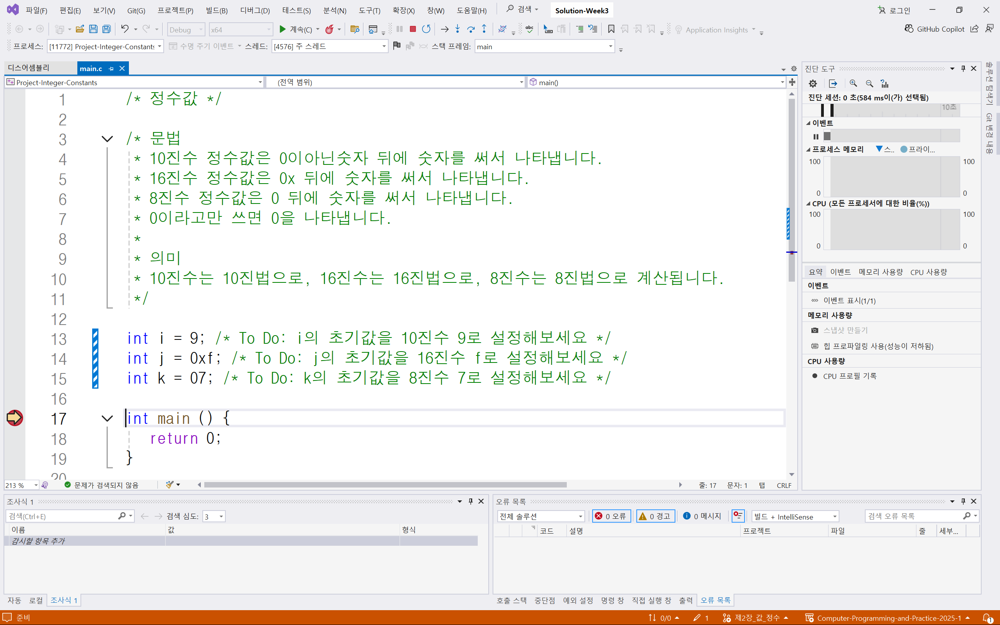 파일(F) 편집(E) 보기(V) Git(G) 프로젝트(P) 빌드(B) 디버그(D) 테스트(S) 분석(N) 도구(T) 확장(X) 창(W) 도움말(H) 검색 Solution-Week3 로그인
Debug x64 계속(C) Application Insights GitHub Copilot
프로세스: [11772] Project-Integer-Constants 수명 주기 이벤트 스레드: [4576] 주 스레드 스택 프레임: main
디스어셈블리 main.c
Project-Integer-Constants (전역 범위) main()
1 /* 정수값 */
2
3 /* 문법
4 * 10진수 정수값은 0이아닌숫자 뒤에 숫자를 써서 나타냅니다.
5 * 16진수 정수값은 0x 뒤에 숫자를 써서 나타냅니다.
6 * 8진수 정수값은 0 뒤에 숫자를 써서 나타냅니다.
7 * 0이라고만 쓰면 0을 나타냅니다.
8 *
9 * 의미
10 * 10진수는 10진법으로, 16진수는 16진법으로, 8진수는 8진법으로 계산됩니다.
11 */
12
13 int i = 9; /* To Do: i의 초기값을 10진수 9로 설정해보세요 */
14 int j = 0xf; /* To Do: j의 초기값을 16진수 f로 설정해보세요 */
15 int k = 07; /* To Do: k의 초기값을 8진수 7로 설정해보세요 */
16
17 int main () {
18 return 0;
19 }
20
213 % 문제가 검색되지 않음 줄: 17 문자: 1 탭 CRLF
진단 도구
진단 세션: 0 초(584 ms이(가) 선택됨)
10초
이벤트
프로세스 메모리 스.. 프라이...
100 100
0 0
CPU (모든 프로세서에 대한 비율(%))
100 100
0 0
요약 이벤트 메모리 사용량 CPU 사용량
이벤트
이벤트 표시(1/1)
메모리 사용량
스냅샷 만들기
힙 프로파일링 사용(성능이 저하됨)
CPU 사용량
CPU 프로필 기록
솔루션 탐색기
Git 변경 내용
조사식 1
검색(Ctrl+E) 검색 심도: 3
이름 값 형식
감시할 항목 추가
자동 로컬 조사식 1
오류 목록
전체 솔루션 0 오류 0 경고 0 메시지 빌드 + IntelliSense 검색 오류 목록
코드 설명 프로젝트 파일 줄 세부...
호출 스택 중단점 예외 설정 명령 창 직접 실행 창 출력 오류 목록
준비 0/0 1 제2장_값_정수 Computer-Programming-and-Practice-2025-1 1